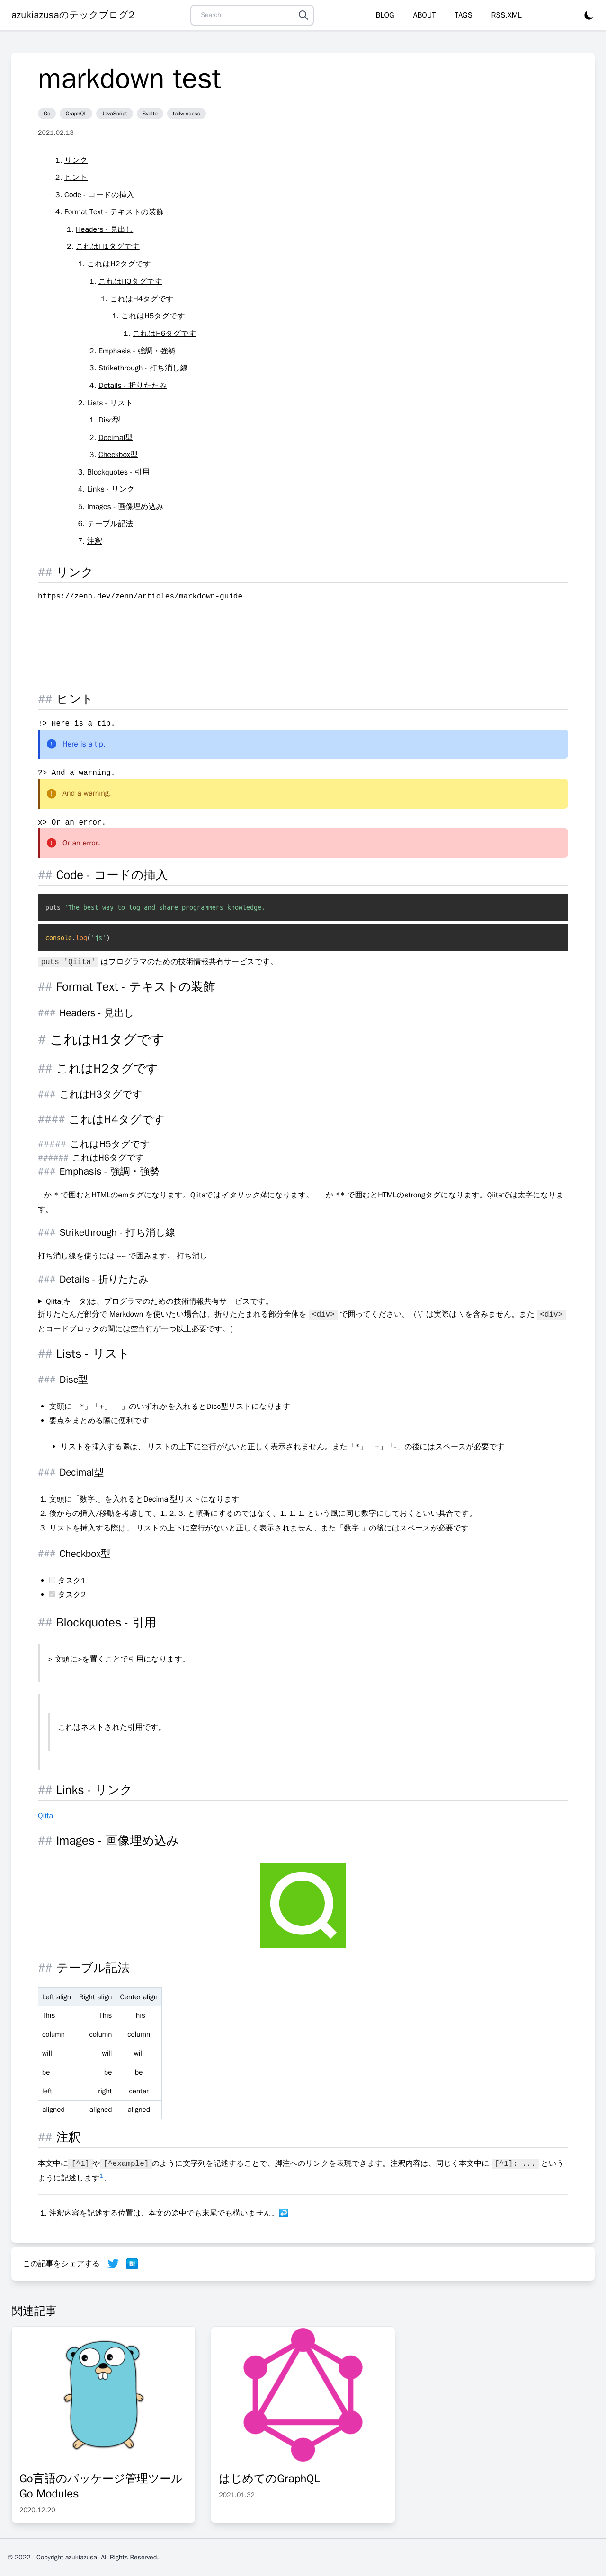 azukiazusaのテックブログ2
Search
BLOG ABOUT TAGS RSS.XML
markdown test
Go GraphQL JavaScript Svelte tailwindcss
2021.02.13
1. リンク
2. ヒント
3. Code - コードの挿入
4. Format Text - テキストの装飾
1. Headers - 見出し
2. これはH1タグです
1. これはH2タグです
1. これはH3タグです
1. これはH4タグです
1. これはH5タグです
1. これはH6タグです
2. Emphasis - 強調・強勢
3. Strikethrough - 打ち消し線
4. Details - 折りたたみ
2. Lists - リスト
1. Disc型
2. Decimal型
3. Checkbox型
3. Blockquotes - 引用
4. Links - リンク
5. Images - 画像埋め込み
6. テーブル記法
7. 注釈
## リンク
https://zenn.dev/zenn/articles/markdown-guide
## ヒント
!> Here is a tip.
Here is a tip.
?> And a warning.
And a warning.
x> Or an error.
Or an error.
## Code - コードの挿入
puts 'The best way to log and share programmers knowledge.'
console.log('js')
puts 'Qiita' はプログラマのための技術情報共有サービスです。
## Format Text - テキストの装飾
### Headers - 見出し
# これはH1タグです
## これはH2タグです
### これはH3タグです
#### これはH4タグです
##### これはH5タグです
###### これはH6タグです
### Emphasis - 強調・強勢
_ か * で囲むとHTMLのemタグになります。Qiitaではイタリック体になります。 __ か ** で囲むとHTMLのstrongタグになります。Qiitaでは太字になりま
す。
### Strikethrough - 打ち消し線
打ち消し線を使うには ~~ で囲みます。 打ち消し
### Details - 折りたたみ
▶ Qiita(キータ)は、プログラマのための技術情報共有サービスです。
折りたたんだ部分で Markdown を使いたい場合は、折りたたまれる部分全体を <div> で囲ってください。（\` は実際は \ を含みません。また <div>
とコードブロックの間には空白行が一つ以上必要です。）
## Lists - リスト
### Disc型
• 文頭に「*」「+」「-」のいずれかを入れるとDisc型リストになります
• 要点をまとめる際に便利です
• リストを挿入する際は、 リストの上下に空行がないと正しく表示されません。また「*」「+」「-」の後にはスペースが必要です
### Decimal型
1. 文頭に「数字.」を入れるとDecimal型リストになります
2. 後からの挿入/移動を考慮して、1. 2. 3. と順番にするのではなく、1. 1. 1. という風に同じ数字にしておくといい具合です。
3. リストを挿入する際は、 リストの上下に空行がないと正しく表示されません。また「数字.」の後にはスペースが必要です
### Checkbox型
• タスク1
• タスク2
## Blockquotes - 引用
> 文頭に>を置くことで引用になります。
これはネストされた引用です。
## Links - リンク
Qiita
## Images - 画像埋め込み
## テーブル記法
Left align Right align Center align
This This This
column column column
will will will
be be be
left right center
aligned aligned aligned
## 注釈
本文中に [^1] や [^example] のように文字列を記述することで、脚注へのリンクを表現できます。注釈内容は、同じく本文中に [^1]: ... という
ように記述します1。
1. 注釈内容を記述する位置は、本文の途中でも末尾でも構いません。↩
この記事をシェアする B!
関連記事
Go言語のパッケージ管理ツール
Go Modules
2020.12.20
はじめてのGraphQL
2021.01.32
© 2022 - Copyright azukiazusa, All Rights Reserved.